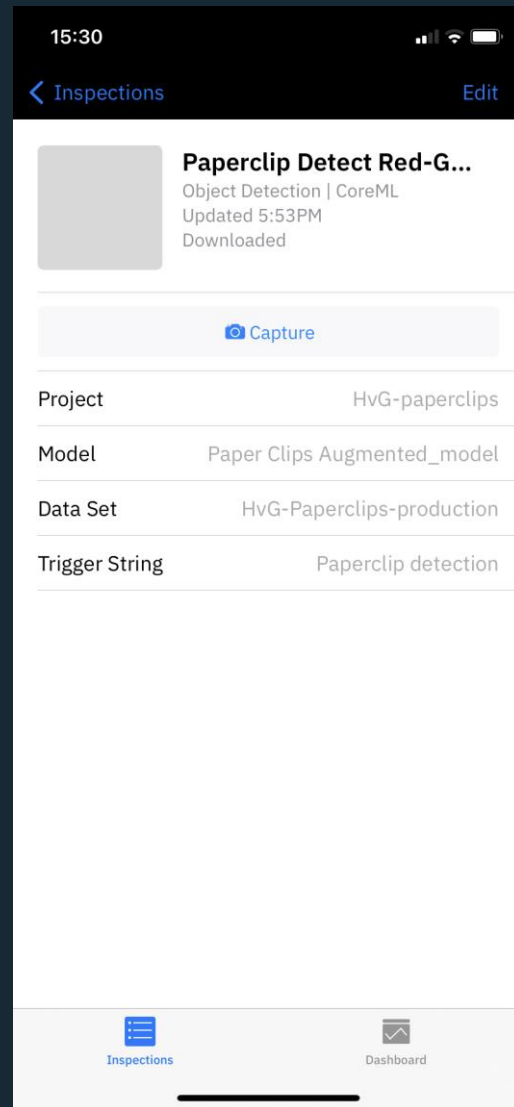 15:30
Inspections
Edit
Paperclip Detect Red-G...
Object Detection | CoreML
Updated 5:53PM
Downloaded
Capture
Project HvG-paperclips
Model Paper Clips Augmented_model
Data Set HvG-Paperclips-production
Trigger String Paperclip detection
Inspections Dashboard